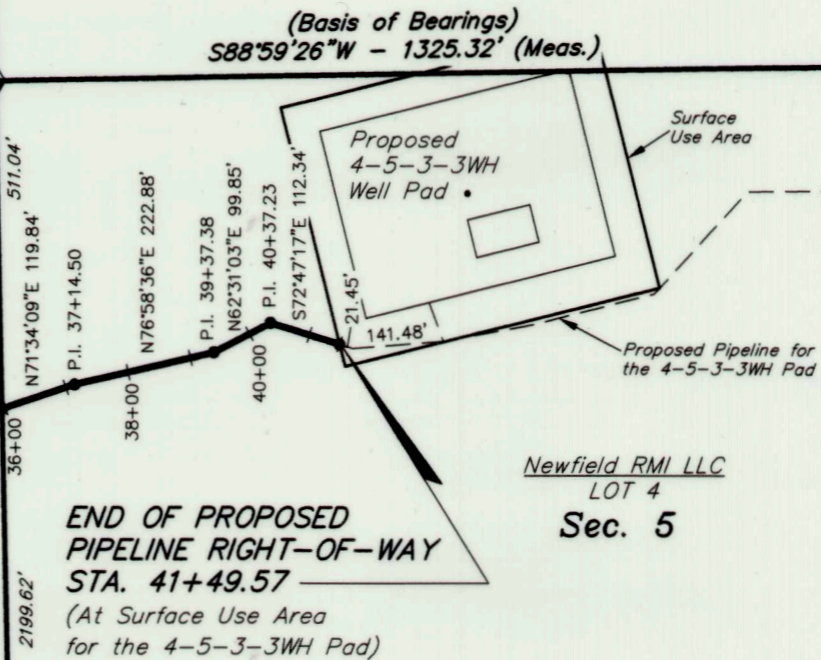 (Basis of Bearings)
S88°59'26"W - 1325.32' (Meas.)
511.04'
N71°34'09"E 119.84'
P.I. 37+14.50
N76°58'36"E 222.88'
P.I. 39+37.38
N62°31'03"E 99.85'
P.I. 40+37.23
S72°47'17"E 112.34'
Proposed
4-5-3-3WH
Well Pad
Surface
Use Area
21.45'
141.48'
36+00
38+00
40+00
Proposed Pipeline for
the 4-5-3-3WH Pad
Newfield RMI LLC
LOT 4
Sec. 5
END OF PROPOSED
PIPELINE RIGHT-OF-WAY
STA. 41+49.57
(At Surface Use Area
for the 4-5-3-3WH Pad)
2199.62'